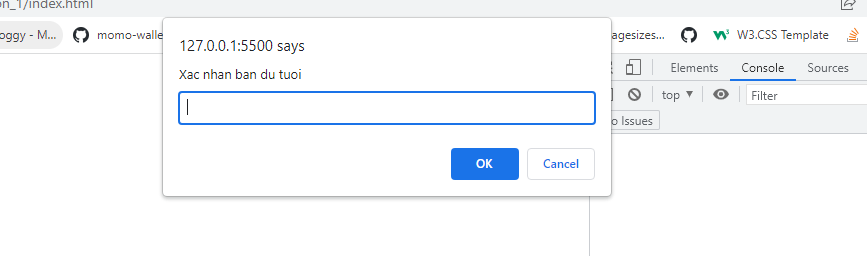 on_1/index.html
oggy - M...
momo-walle
agesizes...
W3.CSS Template
127.0.0.1:5500 says
Xac nhan ban du tuoi
OK
Cancel
Elements
Console
Sources
top
Filter
o Issues